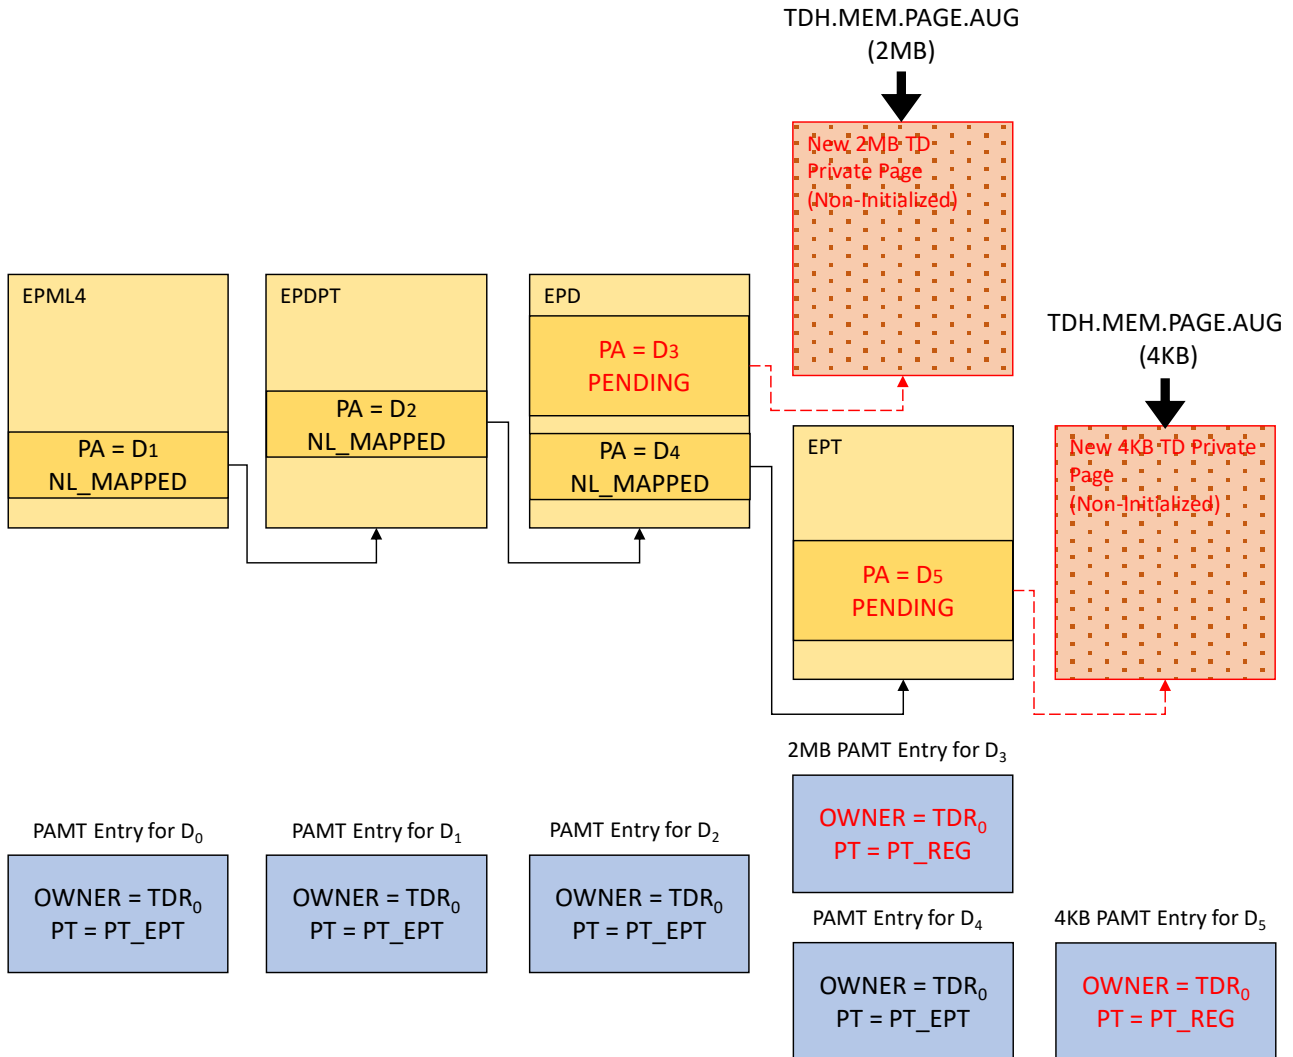 TDH.MEM.PAGE.AUG
(2MB)
New 2MB TD
Private Page
(Non-Initialized)
EPML4
PA = D1
NL_MAPPED
EPDPT
PA = D2
NL_MAPPED
EPD
PA = D3
PENDING
PA = D4
NL_MAPPED
TDH.MEM.PAGE.AUG
(4KB)
EPT
PA = D5
PENDING
New 4KB TD Private
Page
(Non-Initialized)
2MB PAMT Entry for D3
OWNER = TDR0
PT = PT_REG
PAMT Entry for D0
OWNER = TDR0
PT = PT_EPT
PAMT Entry for D1
OWNER = TDR0
PT = PT_EPT
PAMT Entry for D2
OWNER = TDR0
PT = PT_EPT
PAMT Entry for D4
OWNER = TDR0
PT = PT_EPT
4KB PAMT Entry for D5
OWNER = TDR0
PT = PT_REG